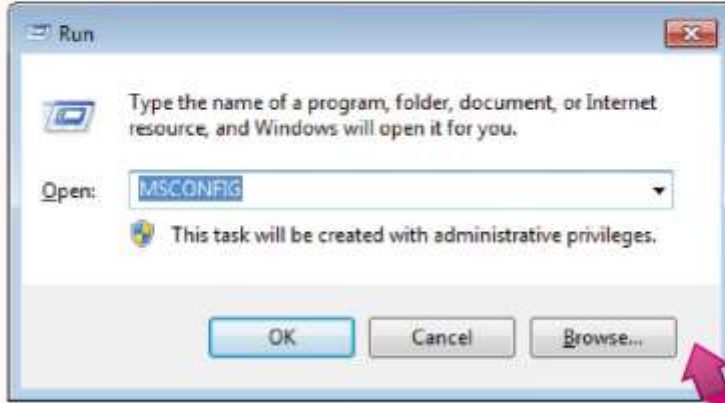 Run
Type the name of a program, folder, document, or Internet
resource, and Windows will open it for you.
Open: MSCONFIG
This task will be created with administrative privileges.
OK Cancel Browse...